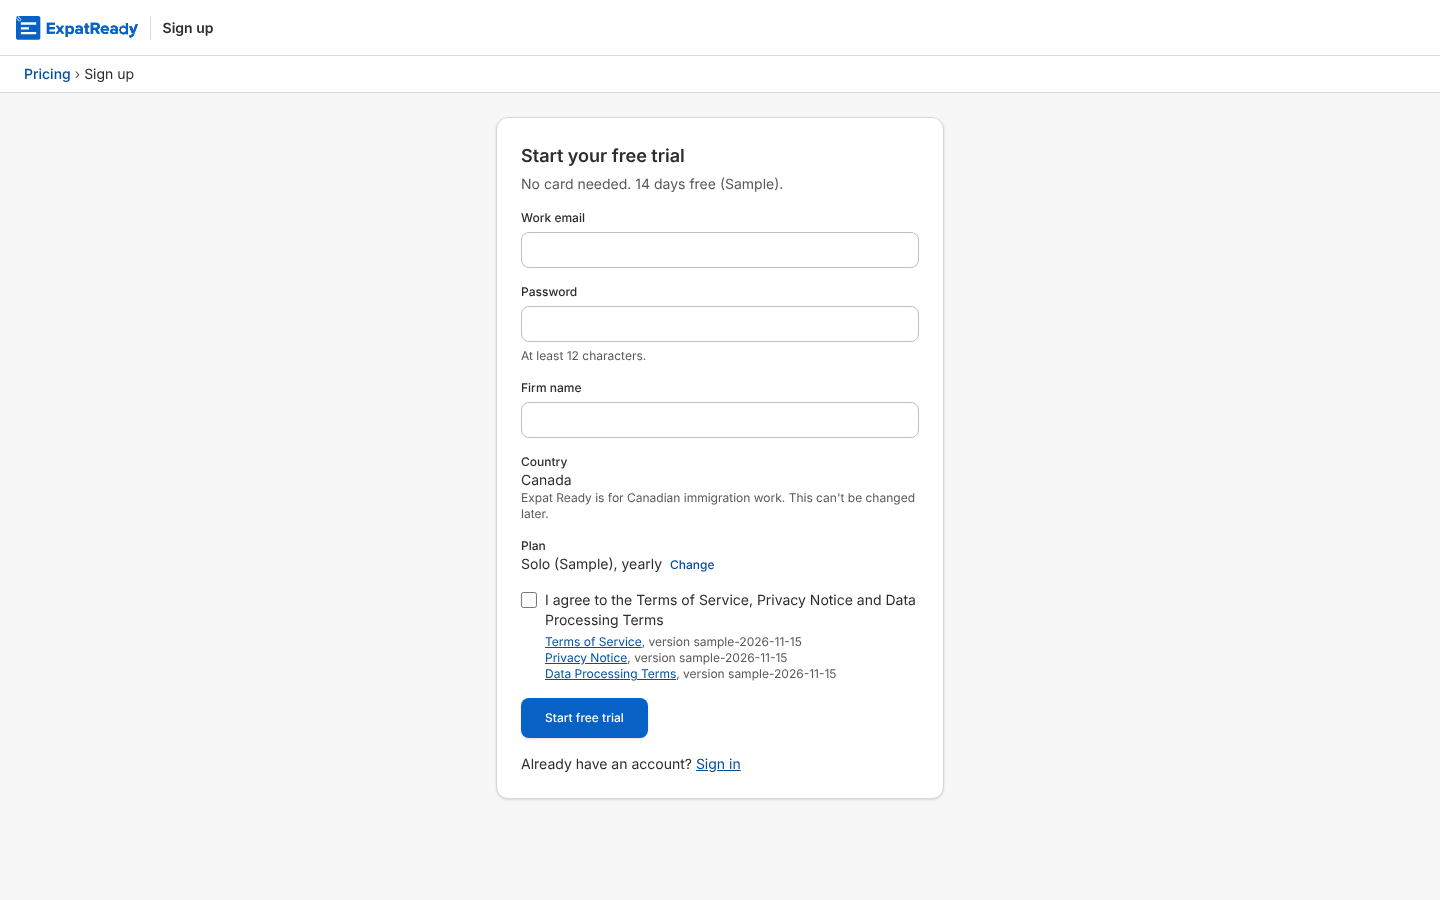 ExpatReady
Sign up
Pricing › Sign up
Start your free trial
No card needed. 14 days free (Sample).
Work email
Password
At least 12 characters.
Firm name
Country
Canada
Expat Ready is for Canadian immigration work. This can't be changed
later.
Plan
Solo (Sample), yearly Change
I agree to the Terms of Service, Privacy Notice and Data
Processing Terms
Terms of Service, version sample-2026-11-15
Privacy Notice, version sample-2026-11-15
Data Processing Terms, version sample-2026-11-15
Start free trial
Already have an account? Sign in